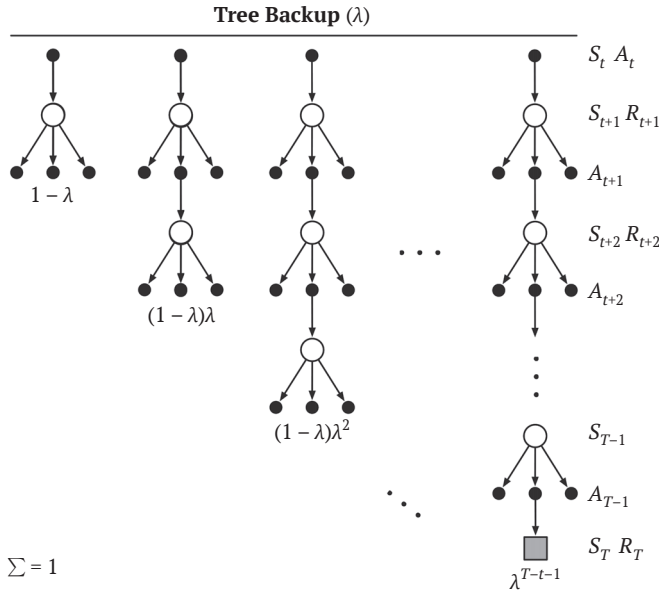 Tree Backup (λ)
S_t A_t
S_{t+1} R_{t+1}
A_{t+1}
1 − λ
S_{t+2} R_{t+2}
A_{t+2}
(1 − λ)λ
(1 − λ)λ²
S_{T−1}
A_{T−1}
S_T R_T
∑ = 1
λ^{T−t−1}